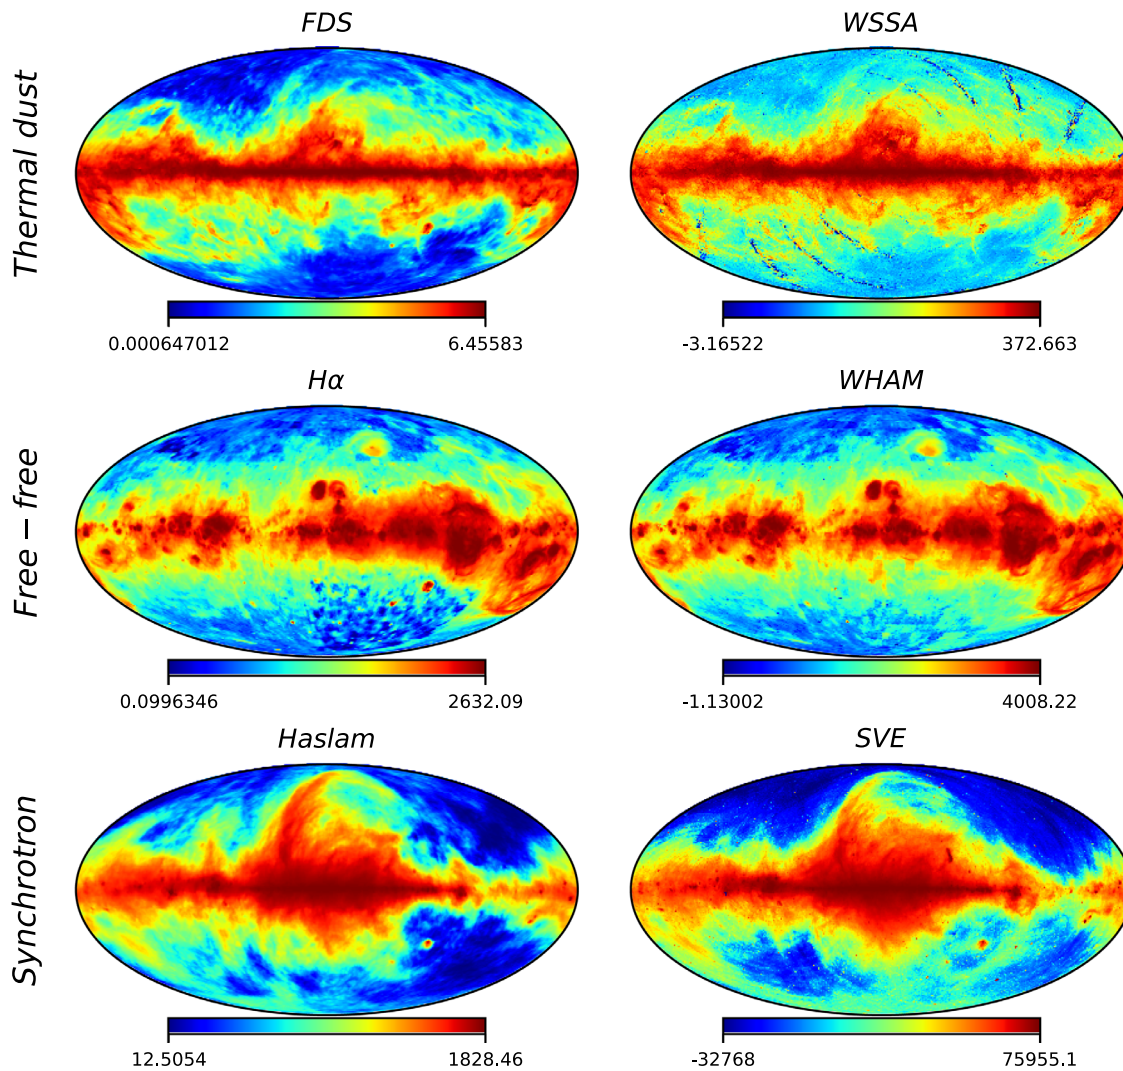 FDS
WSSA
Thermal dust
0.000647012
6.45583
-3.16522
372.663
Hα
WHAM
Free − free
0.0996346
2632.09
-1.13002
4008.22
Haslam
SVE
Synchrotron
12.5054
1828.46
-32768
75955.1